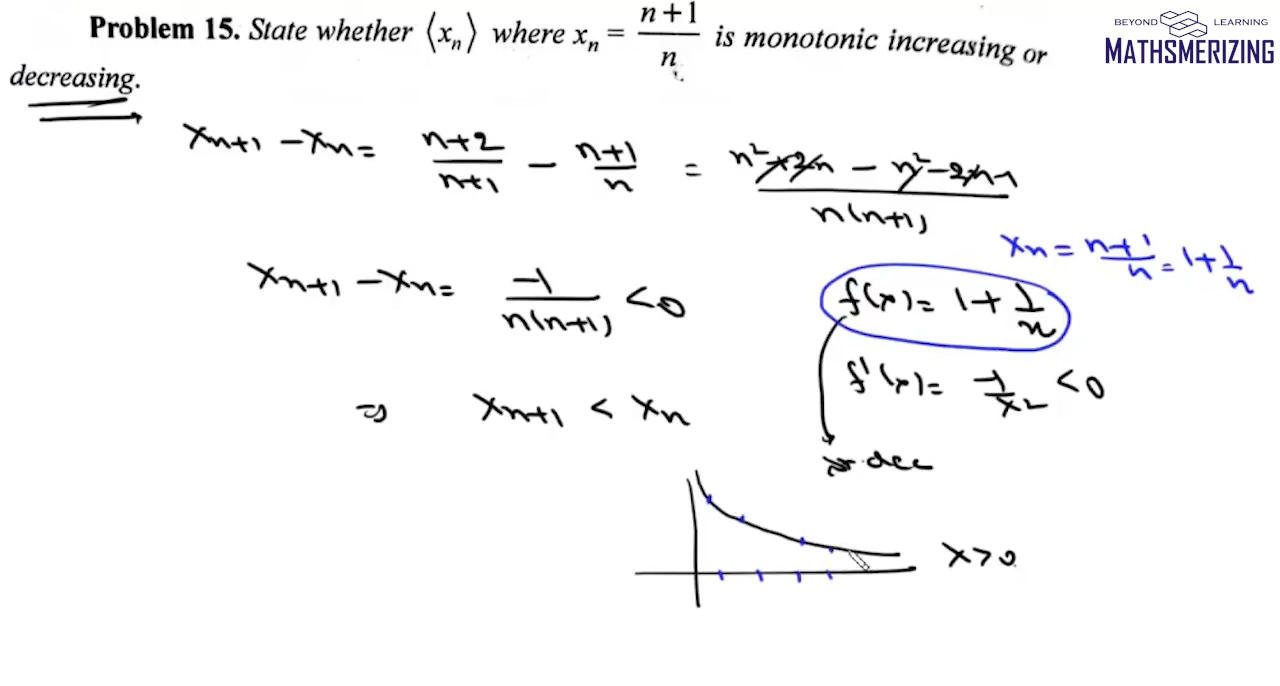 Problem 15. State whether ⟨xₙ⟩ where xₙ = (n+1)/n is monotonic increasing or
decreasing.
BEYOND LEARNING
MATHSMERIZING
xₙ₊₁ - xₙ = (n+2)/(n+1) - (n+1)/n = (n²+2n - n²-2n-1)/(n(n+1))
xₙ = (n+1)/n = 1+1/n
xₙ₊₁ - xₙ = -1/(n(n+1)) < 0
f(x) = 1 + 1/x
f'(x) = -1/x² < 0
⇒ xₙ₊₁ < xₙ
dec
x > 0